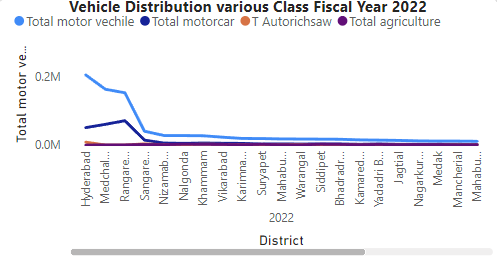 Vehicle Distribution various Class Fiscal Year 2022
Total motor vechile Total motorcar T Autorichsaw Total agriculture
Total motor ve...
0.2M
0.0M
Hyderabad
Medchal...
Rangare...
Sangare...
Nizamab...
Nalgonda
Khammam
Vikarabad
Karimna...
Suryapet
Mahabu...
Warangal
Siddipet
Bhadradr...
Kamared...
Yadadri B...
Jagtial
Nagarkur...
Medak
Mancherial
Mahabu...
2022
District